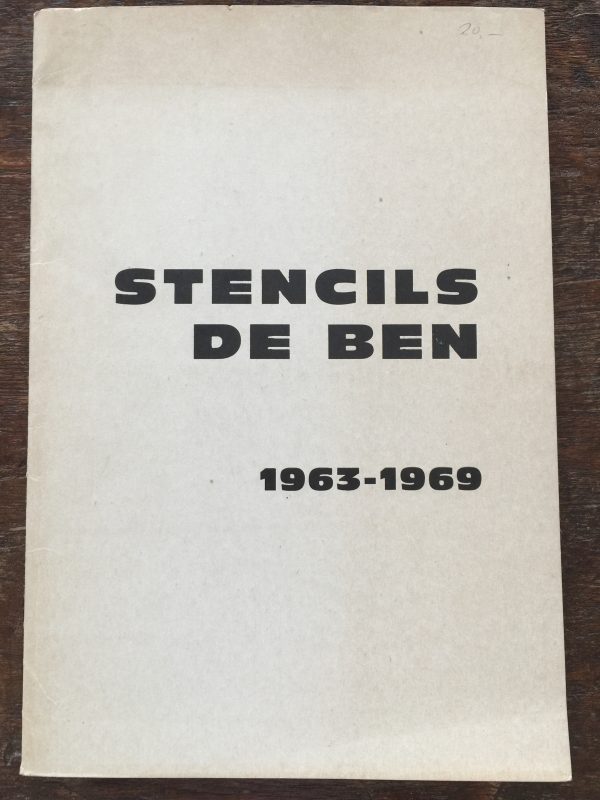 20.-
STENCILS
DE BEN
1963-1969